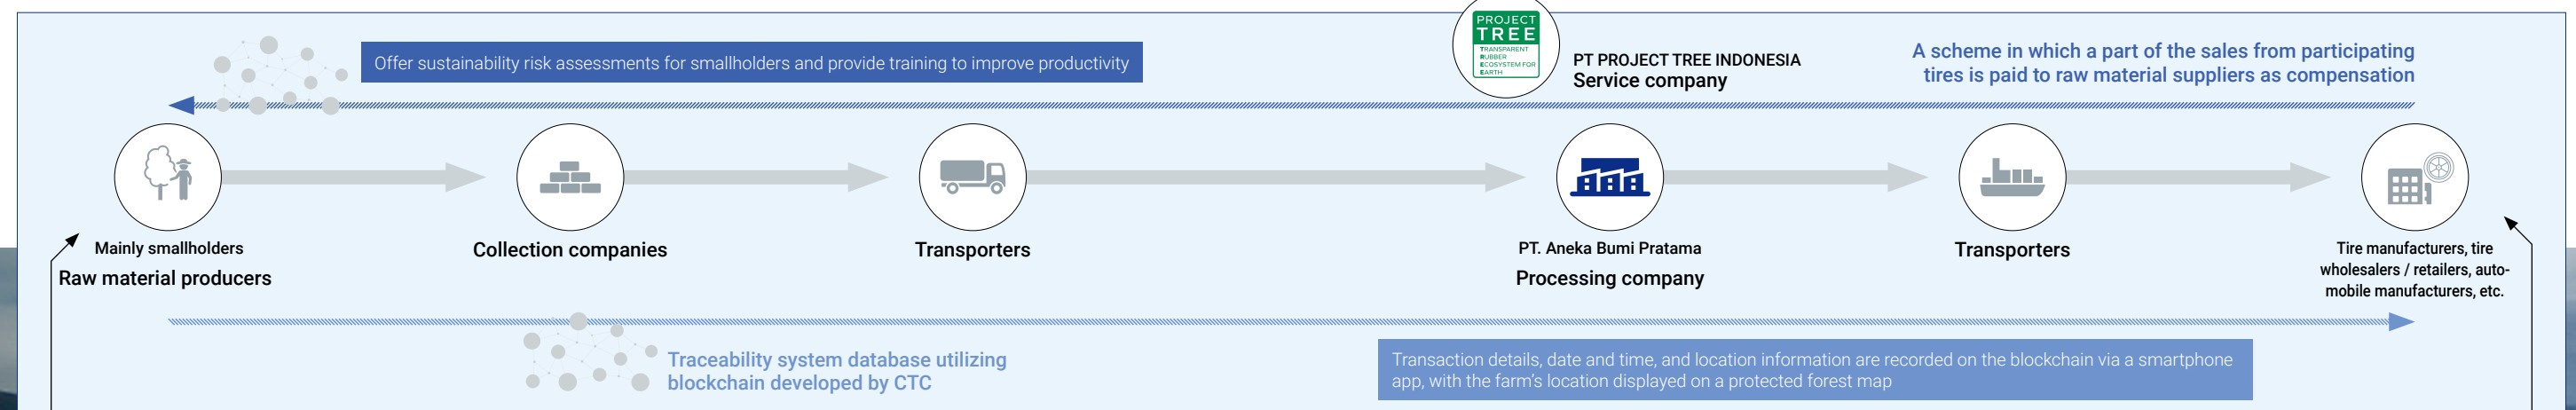 PROJECT
TREE
TRANSPARENT
RUBBER
ECOSYSTEM FOR
EARTH
Offer sustainability risk assessments for smallholders and provide training to improve productivity
PT PROJECT TREE INDONESIA
Service company
A scheme in which a part of the sales from participating
tires is paid to raw material suppliers as compensation
Mainly smallholders
Raw material producers
Collection companies
Transporters
PT. Aneka Bumi Pratama
Processing company
Transporters
Tire manufacturers, tire
wholesalers / retailers, auto-
mobile manufacturers, etc.
Traceability system database utilizing
blockchain developed by CTC
Transaction details, date and time, and location information are recorded on the blockchain via a smartphone
app, with the farm's location displayed on a protected forest map